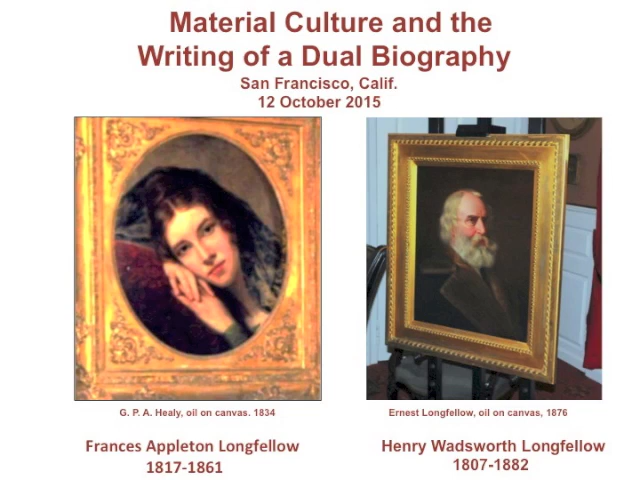 Material Culture and the
Writing of a Dual Biography
San Francisco, Calif.
12 October 2015
G. P. A. Healy, oil on canvas. 1834
Ernest Longfellow, oil on canvas, 1876
Frances Appleton Longfellow
1817-1861
Henry Wadsworth Longfellow
1807-1882